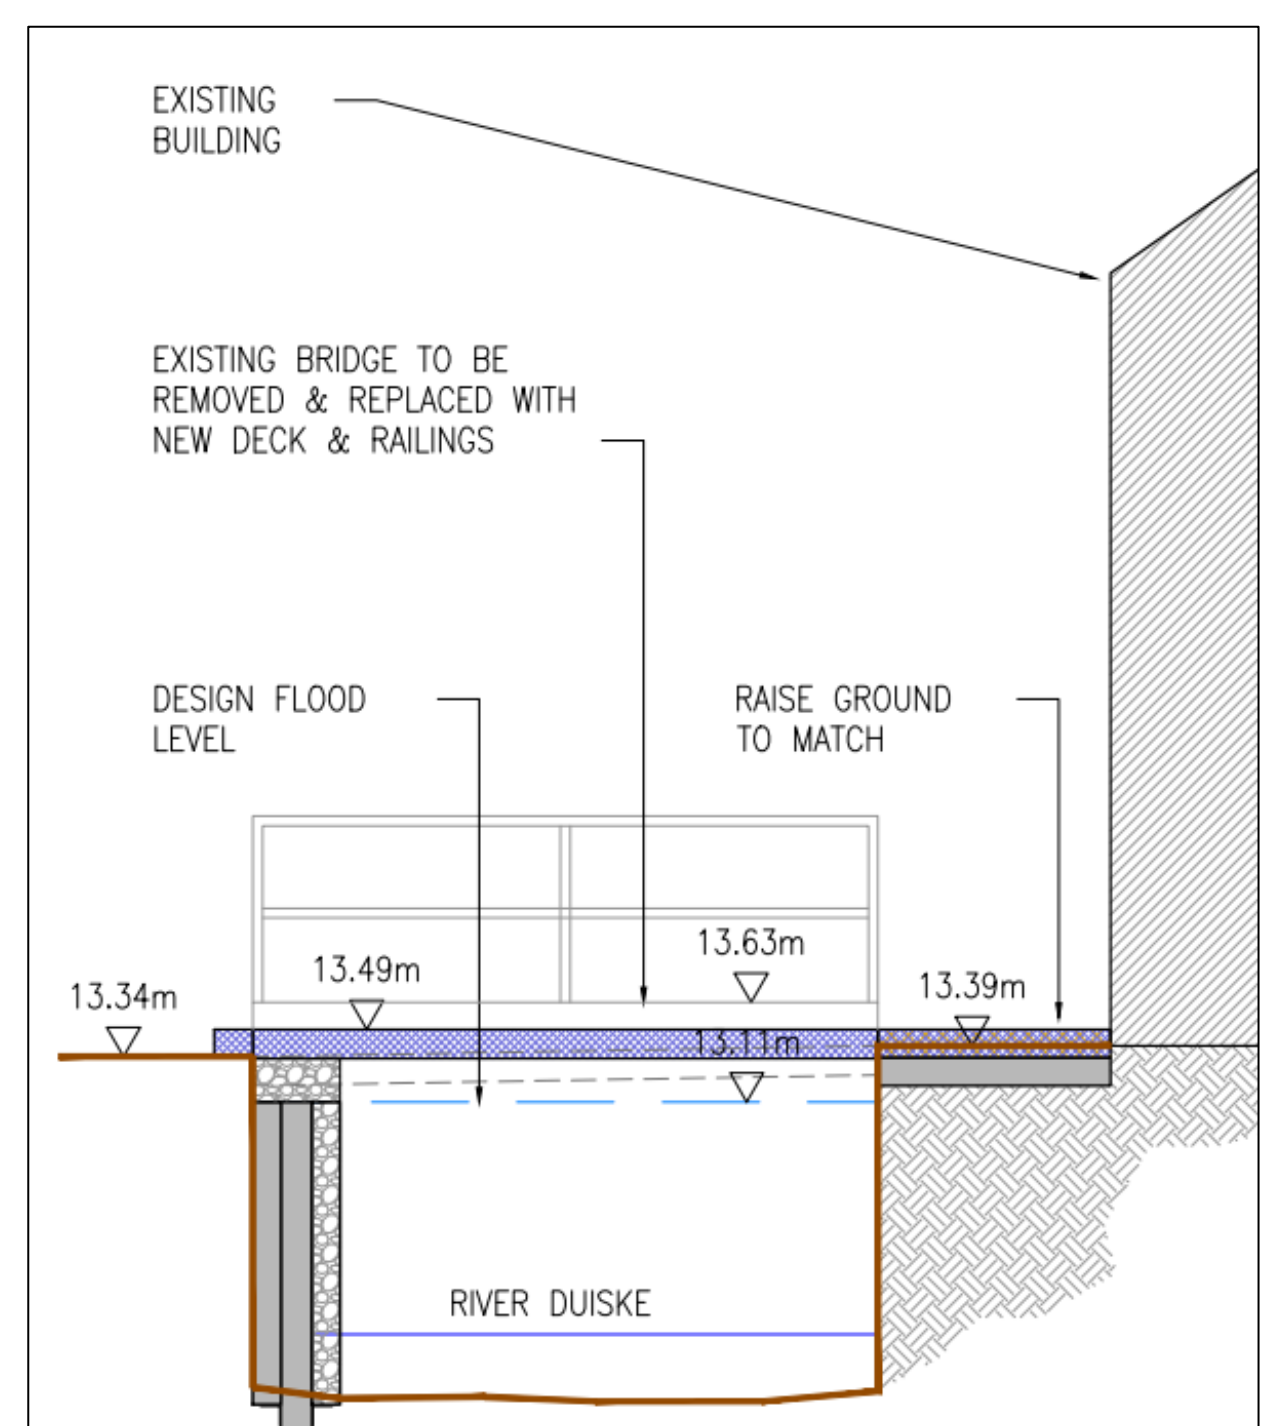 EXISTING
BUILDING
EXISTING BRIDGE TO BE
REMOVED & REPLACED WITH
NEW DECK & RAILINGS
DESIGN FLOOD
LEVEL
RAISE GROUND
TO MATCH
13.63m
13.49m
13.39m
13.34m
13.11m
RIVER DUISKE